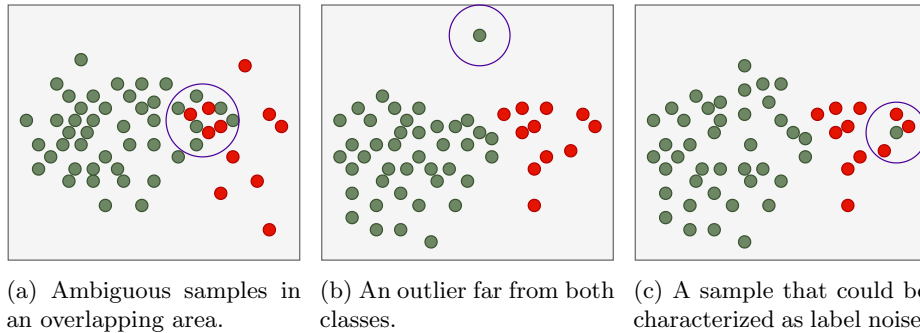 (a) Ambiguous samples in
an overlapping area.
(b) An outlier far from both
classes.
(c) A sample that could be
characterized as label noise